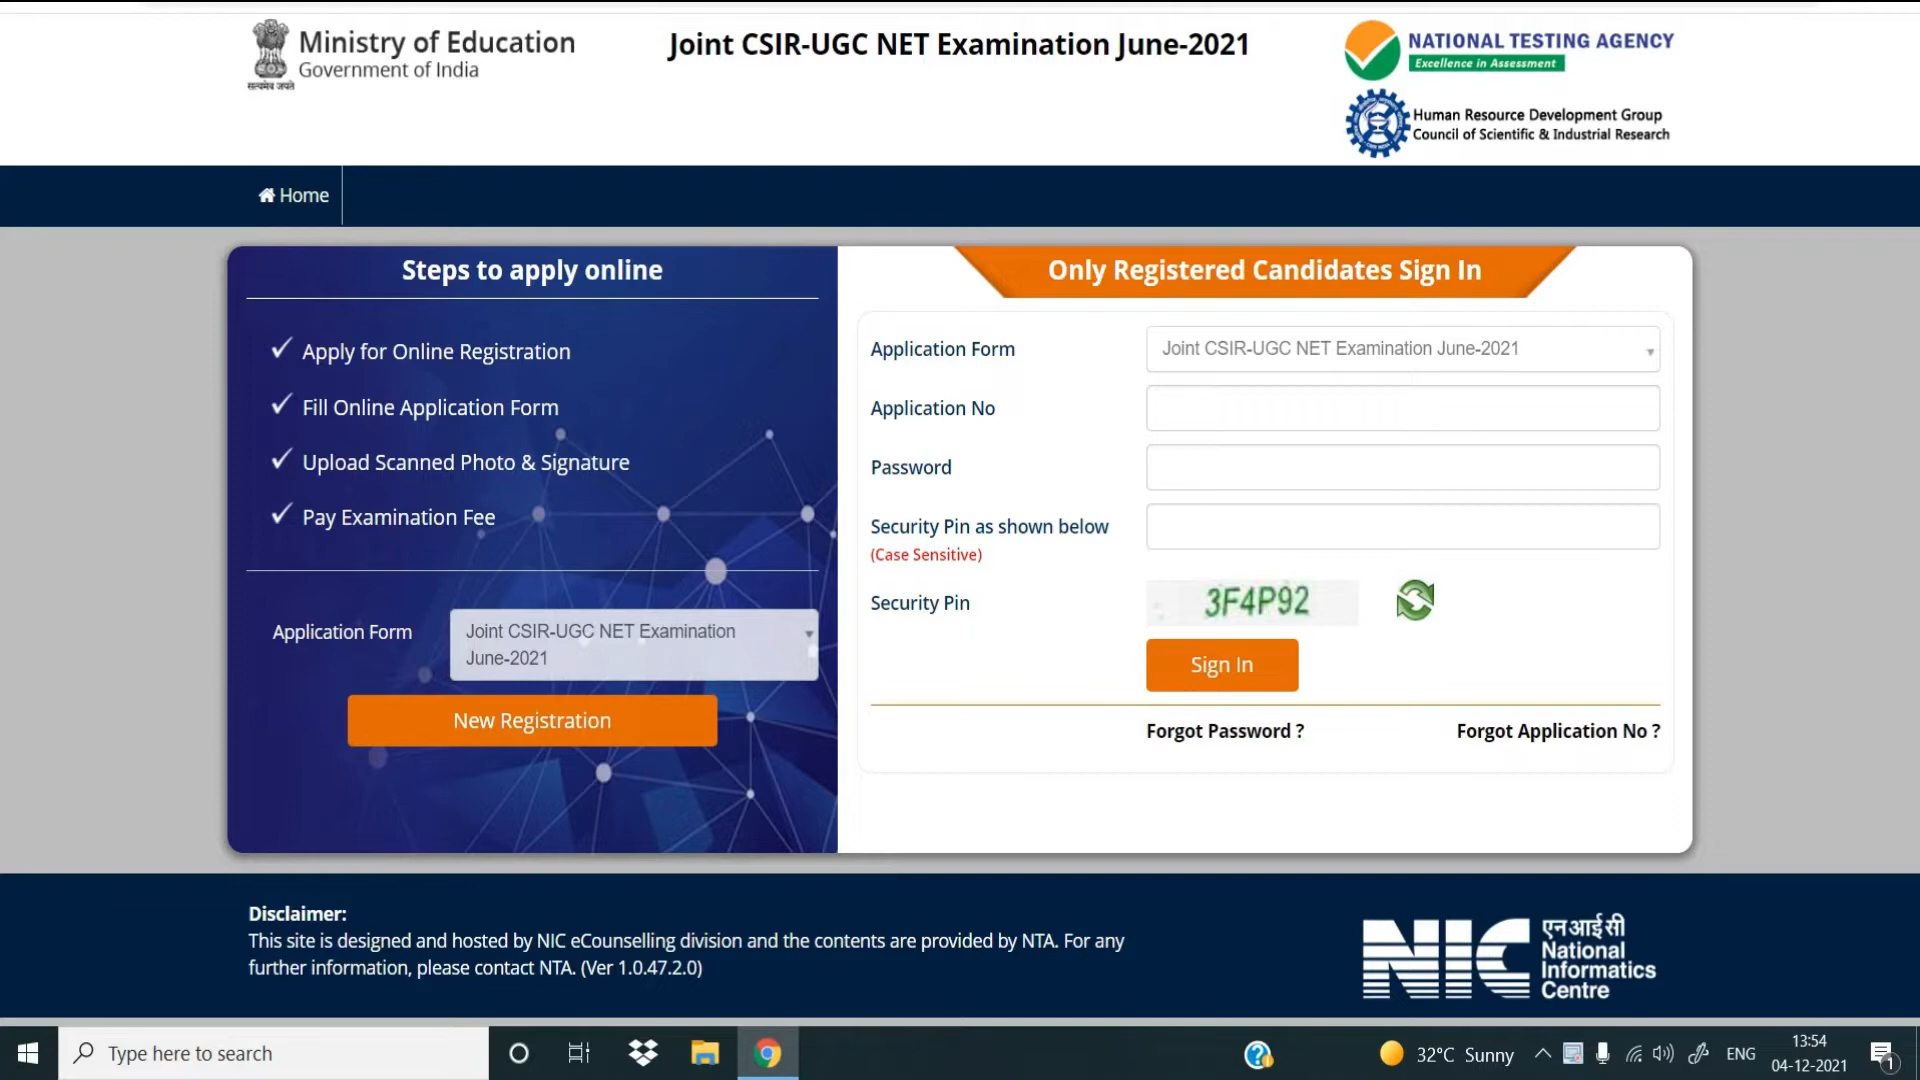 सत्यमेव जयते
Ministry of Education
Government of India
Joint CSIR-UGC NET Examination June-2021
NATIONAL TESTING AGENCY
Excellence in Assessment
Human Resource Development Group
Council of Scientific & Industrial Research
Home
Steps to apply online
Apply for Online Registration
Fill Online Application Form
Upload Scanned Photo & Signature
Pay Examination Fee
Application Form
Joint CSIR-UGC NET Examination
June-2021
New Registration
Only Registered Candidates Sign In
Application Form
Joint CSIR-UGC NET Examination June-2021
Application No
Password
Security Pin as shown below
(Case Sensitive)
Security Pin
3F4P92
Sign In
Forgot Password ?
Forgot Application No ?
Disclaimer:
This site is designed and hosted by NIC eCounselling division and the contents are provided by NTA. For any
further information, please contact NTA. (Ver 1.0.47.2.0)
NIC
एनआईसी
National
Informatics
Centre
Type here to search
32°C Sunny
ENG
13:54
04-12-2021
1